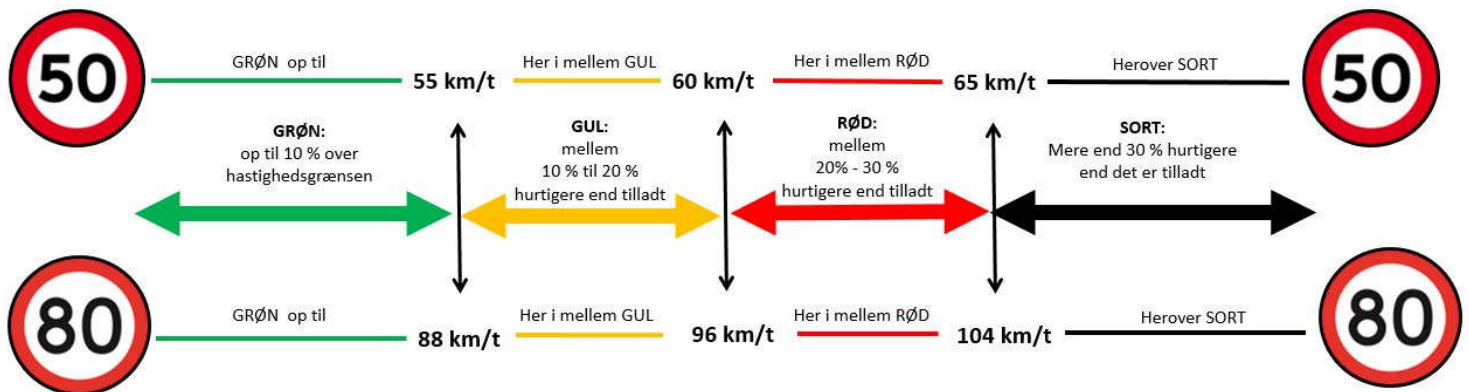 50
GRØN op til
55 km/t
Her i mellem GUL
60 km/t
Her i mellem RØD
65 km/t
Herover SORT
50
GRØN:
op til 10 % over
hastighedsgrænsen
GUL:
mellem
10 % til 20 %
hurtigere end tilladt
RØD:
mellem
20% - 30 %
hurtigere end tilladt
SORT:
Mere end 30 % hurtigere
end det er tilladt
80
GRØN op til
88 km/t
Her i mellem GUL
96 km/t
Her i mellem RØD
104 km/t
Herover SORT
80